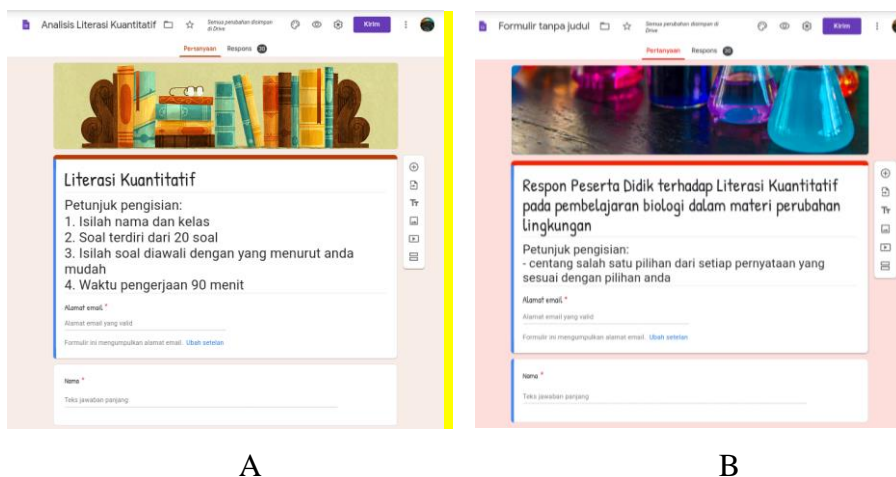 Analisis Literasi Kuantitatif
Semua perubahan disimpan di Drive
Kirim
Pertanyaan Respons 20
Literasi Kuantitatif
Petunjuk pengisian:
1. Isilah nama dan kelas
2. Soal terdiri dari 20 soal
3. Isilah soal diawali dengan yang menurut anda
mudah
4. Waktu pengerjaan 90 menit
Alamat email *
Alamat email yang valid
Formulir ini mengumpulkan alamat email. Ubah setelan
Nama *
Teks jawaban panjang
A
Formulir tanpa judul
Semua perubahan disimpan di
Drive
Kirim
Pertanyaan Respons 20
Respon Peserta Didik terhadap Literasi Kuantitatif
pada pembelajaran biologi dalam materi perubahan
lingkungan
Petunjuk pengisian:
- centang salah satu pilihan dari setiap pernyataan yang
sesuai dengan pilihan anda
Alamat email *
Alamat email yang valid
Formulir ini mengumpulkan alamat email. Ubah setelan
Nama *
Teks jawaban panjang
B